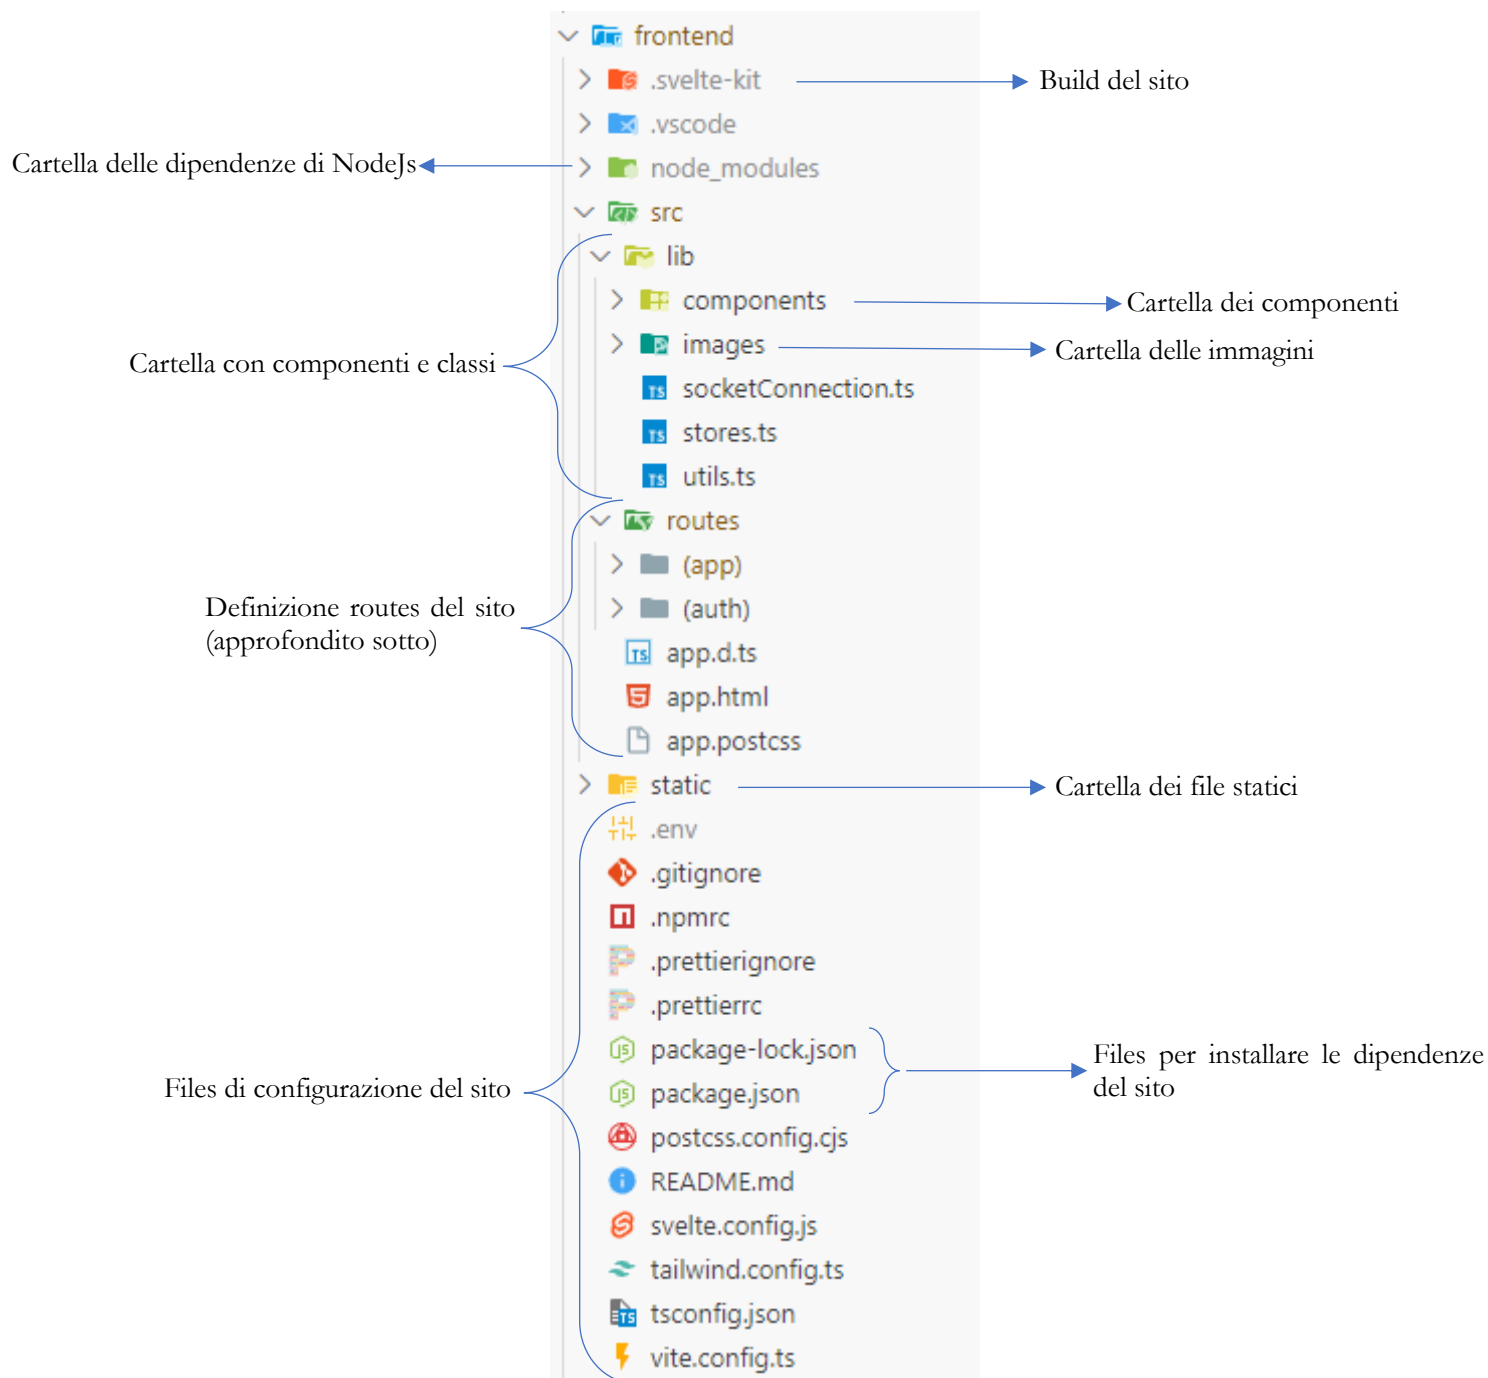 frontend
.svelte-kit
Build del sito
.vscode
Cartella delle dipendenze di NodeJs
node_modules
src
lib
components
Cartella dei componenti
images
Cartella delle immagini
Cartella con componenti e classi
socketConnection.ts
stores.ts
utils.ts
routes
(app)
(auth)
Definizione routes del sito
(approfondito sotto)
app.d.ts
app.html
app.postcss
static
Cartella dei file statici
.env
.gitignore
.npmrc
.prettierignore
.prettierrc
package-lock.json
package.json
Files per installare le dipendenze
del sito
Files di configurazione del sito
postcss.config.cjs
README.md
svelte.config.js
tailwind.config.ts
tsconfig.json
vite.config.ts